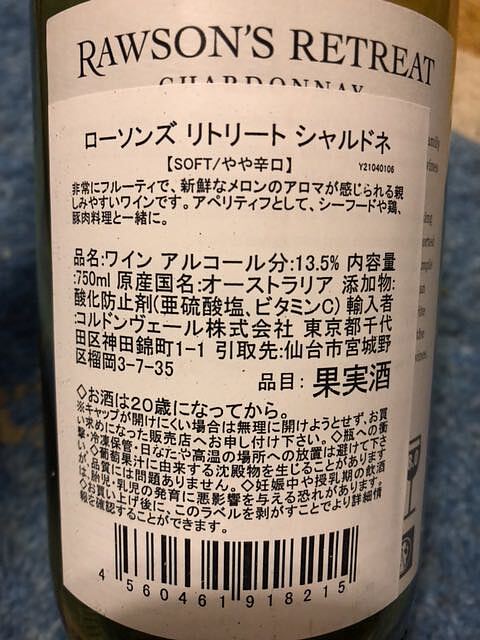 RAWSON'S RETREAT
CHARDONNAY
ローソンズ リトリート シャルドネ
【SOFT/やや辛口】
Y21040106
非常にフルーティで、新鮮なメロンのアロマが感じられる親
しみやすいワインです。アペリティフとして、シーフードや鶏、
豚肉料理と一緒に。
品名:ワイン アルコール分:13.5% 内容量
:750ml 原産国名:オーストラリア 添加物:
酸化防止剤(亜硫酸塩、ビタミンC) 輸入者
:コルドンヴェール株式会社 東京都千代
田区神田錦町1-1 引取先:仙台市宮城野
区榴岡3-7-35
品目: 果実酒
◇お酒は20歳になってから。
※キャップが開けにくい場合は無理に開けようとせず、お買
い求めになった販売店へお申し付け下さい。◇瓶への衝
撃・冷凍保管・日なたや高温の場所への放置は避けて下さ
い。◇葡萄果汁に由来する沈殿物を生じることがあります
が、品質には問題ありません。◇妊娠中や授乳期の飲酒
は、胎児・乳児の発育に悪影響を与える恐れがあります。
◇お買い上げ後に、このラベルを剥がすことでより詳細情
報を確認することができます。
4 560461 918215